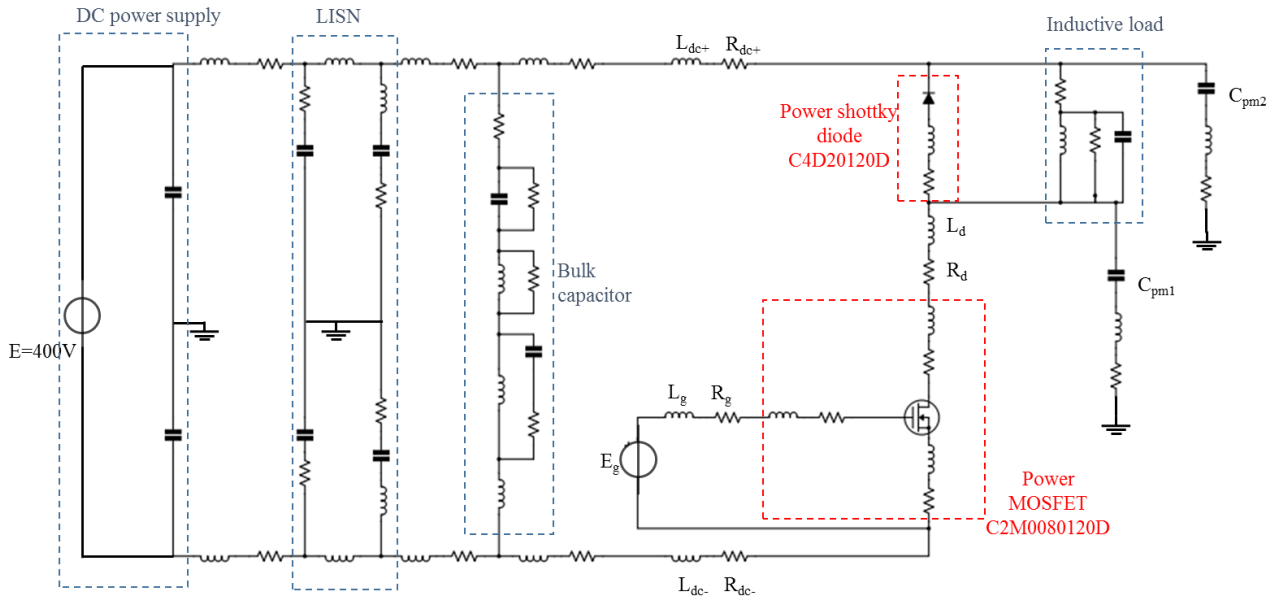 DC power supply
LISN
Inductive load
Ldc+
Rdc+
Cpm2
Power shottky
diode
C4D20120D
Ld
Bulk
capacitor
Rd
Cpm1
E=400V
Lg
Rg
Eg
Power
MOSFET
C2M0080120D
Ldc-
Rdc-